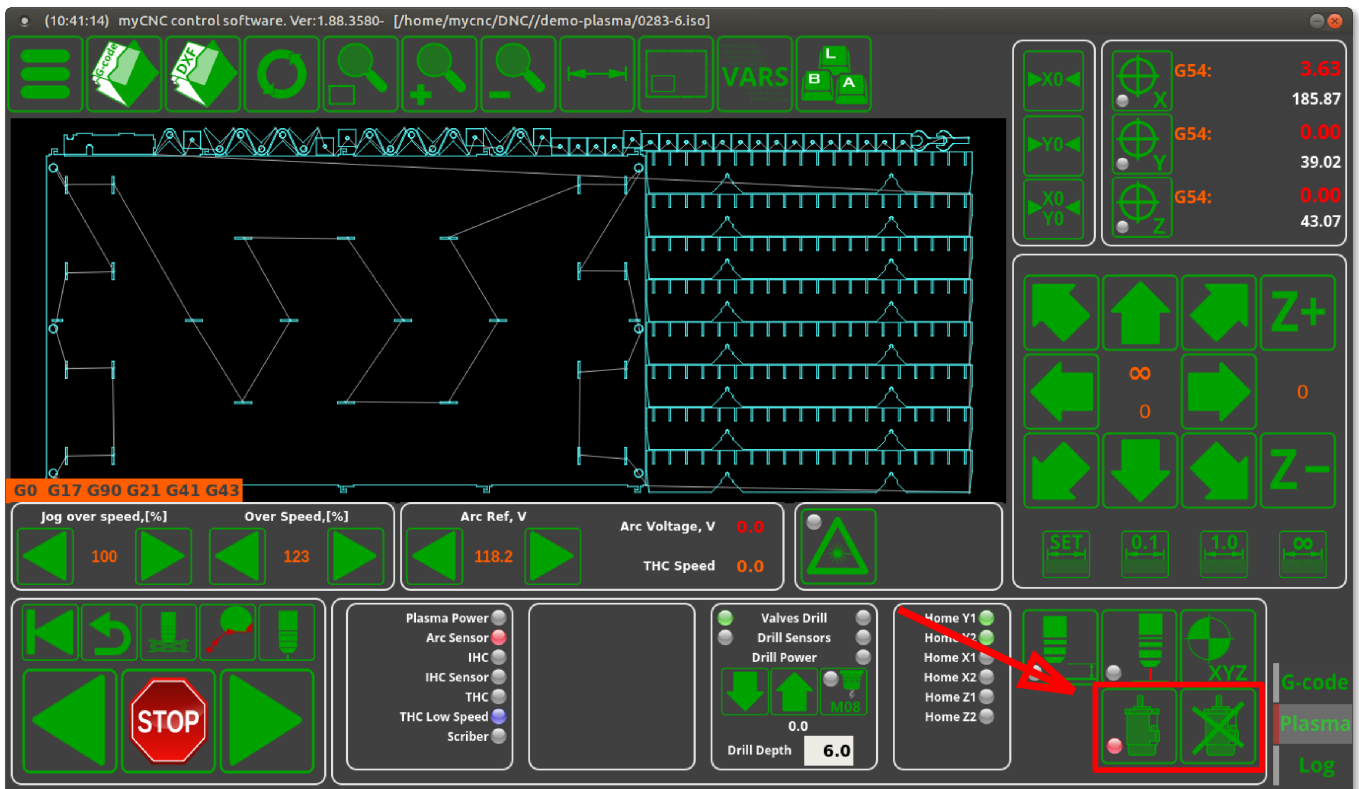 (10:41:14) myCNC control software. Ver:1.88.3580- [/home/mycnc/DNC//demo-plasma/0283-6.iso]
G-code
DXF
VARS
L
B A
X0
Y0
X0
Y0
X
Y
Z
G54: 3.63
185.87
G54: 0.00
39.02
G54: 0.00
43.07
Z+
∞
0
0
Z-
SET
0.1
1.0
∞
G0 G17 G90 G21 G41 G43
Jog over speed,[%]
100
Over Speed,[%]
123
Arc Ref, V
118.2
Arc Voltage, V 0.0
THC Speed 0.0
STOP
Plasma Power
Arc Sensor
IHC
IHC Sensor
THC
THC Low Speed
Scriber
Valves Drill
Drill Sensors
Drill Power
M08
0.0
Drill Depth 6.0
Home Y1
Home Y2
Home X1
Home X2
Home Z1
Home Z2
XYZ
G-code
Plasma
Log